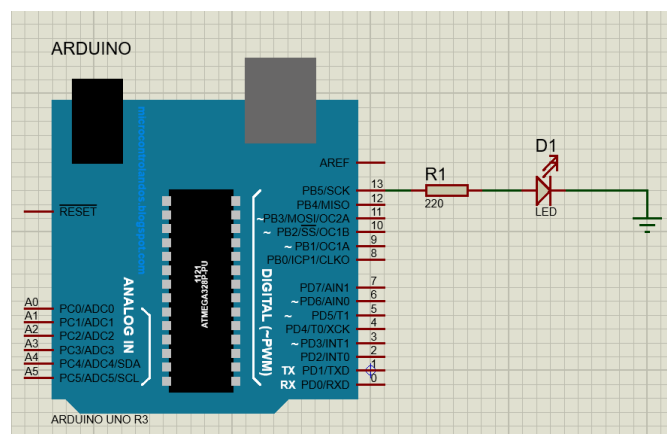 ARDUINO
microcontrolandos.blogspot.com
RESET
AREF
PB5/SCK 13
PB4/MISO 12
~PB3/MOSI/OC2A 11
~ PB2/SS/OC1B 10
~ PB1/OC1A 9
PB0/ICP1/CLKO 8
PD7/AIN1 7
~PD6/AIN0 6
~ PD5/T1 5
PD4/T0/XCK 4
~PD3/INT1 3
PD2/INT0 2
TX PD1/TXD 1
RX PD0/RXD 0
DIGITAL (~PWM)
1121
ATMEGA328P-PU
ANALOG IN
A0 PC0/ADC0
A1 PC1/ADC1
A2 PC2/ADC2
A3 PC3/ADC3
A4 PC4/ADC4/SDA
A5 PC5/ADC5/SCL
ARDUINO UNO R3
R1
220
D1
LED